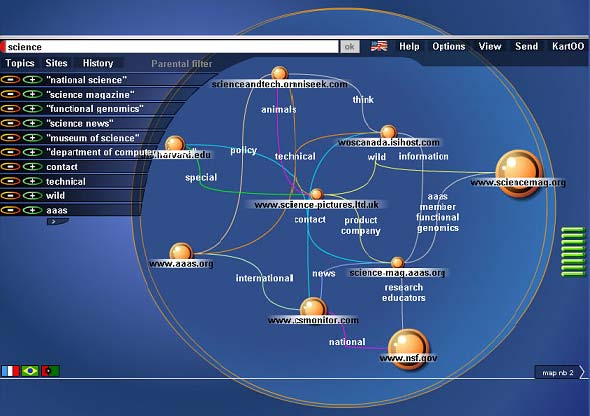 science
ok
Help
Options
View
Send
KartOO
Topics
Sites
History
Parental filter
"national science"
"science magazine"
"functional genomics"
"science news"
"museum of science"
"department of computer
contact
technical
wild
aaas
scienceandtech.omniseek.com
think
animals
woscanada.isihost.com
policy
technical
wild
information
.harvard.edu
special
www.sciencemag.org
www.science-pictures.ltd.uk
aaas
member
functional
genomics
contact
product
company
www.aaas.org
science-mag.aaas.org
international
news
research
educators
www.csmonitor.com
national
www.nsf.gov
map nb 2